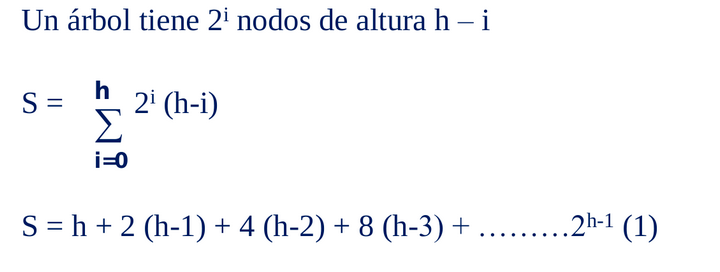 Un árbol tiene 2ⁱ nodos de altura h – i
h
S = ∑ 2ⁱ (h-i)
i=0
S = h + 2 (h-1) + 4 (h-2) + 8 (h-3) + ………2ʰ⁻¹ (1)